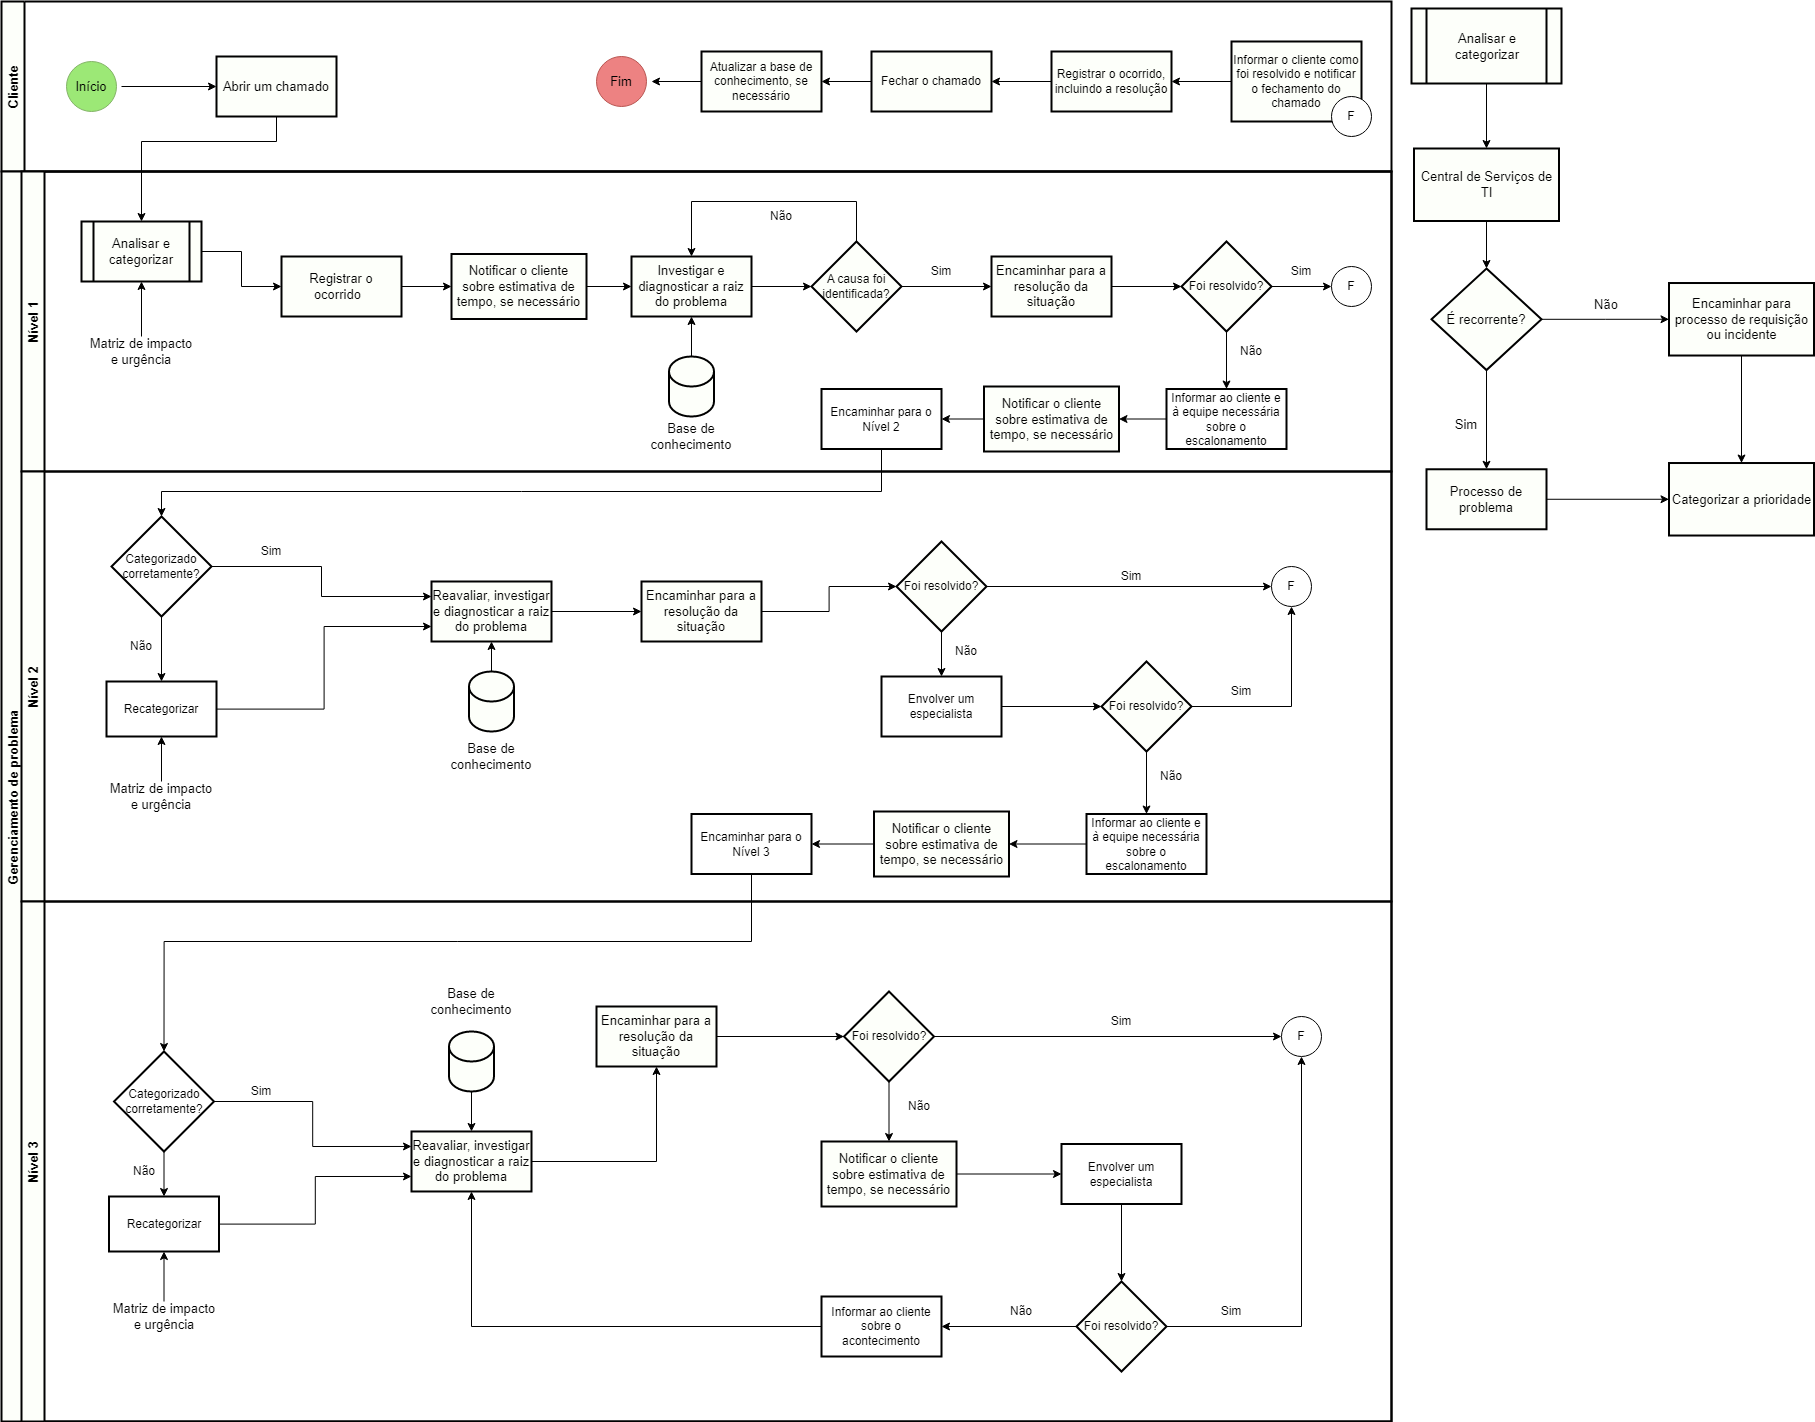 Cliente
Início
Abrir um chamado
Fim
Atualizar a base de
conhecimento, se
necessário
Fechar o chamado
Registrar o ocorrido,
incluindo a resolução
Informar o cliente como
foi resolvido e notificar
o fechamento do
chamado
F
Gerenciamento de problema
Nível 1
Analisar e
categorizar
Matriz de impacto
e urgência
Registrar o
ocorrido
Notificar o cliente
sobre estimativa de
tempo, se necessário
Investigar e
diagnosticar a raiz
do problema
Base de
conhecimento
Não
A causa foi
identificada?
Sim
Encaminhar para a
resolução da
situação
Foi resolvido?
Sim
F
Não
Informar ao cliente e
à equipe necessária
sobre o
escalonamento
Notificar o cliente
sobre estimativa de
tempo, se necessário
Encaminhar para o
Nível 2
Nível 2
Categorizado
corretamente?
Sim
Não
Recategorizar
Matriz de impacto
e urgência
Reavaliar, investigar
e diagnosticar a raiz
do problema
Base de
conhecimento
Encaminhar para a
resolução da
situação
Foi resolvido?
Sim
F
Não
Envolver um
especialista
Foi resolvido?
Sim
Não
Informar ao cliente e
à equipe necessária
sobre o
escalonamento
Notificar o cliente
sobre estimativa de
tempo, se necessário
Encaminhar para o
Nível 3
Nível 3
Categorizado
corretamente?
Sim
Não
Recategorizar
Matriz de impacto
e urgência
Base de
conhecimento
Reavaliar, investigar
e diagnosticar a raiz
do problema
Encaminhar para a
resolução da
situação
Foi resolvido?
Sim
F
Não
Notificar o cliente
sobre estimativa de
tempo, se necessário
Envolver um
especialista
Foi resolvido?
Sim
Não
Informar ao cliente
sobre o
acontecimento
Analisar e
categorizar
Central de Serviços de
TI
É recorrente?
Não
Encaminhar para
processo de requisição
ou incidente
Sim
Processo de
problema
Categorizar a prioridade